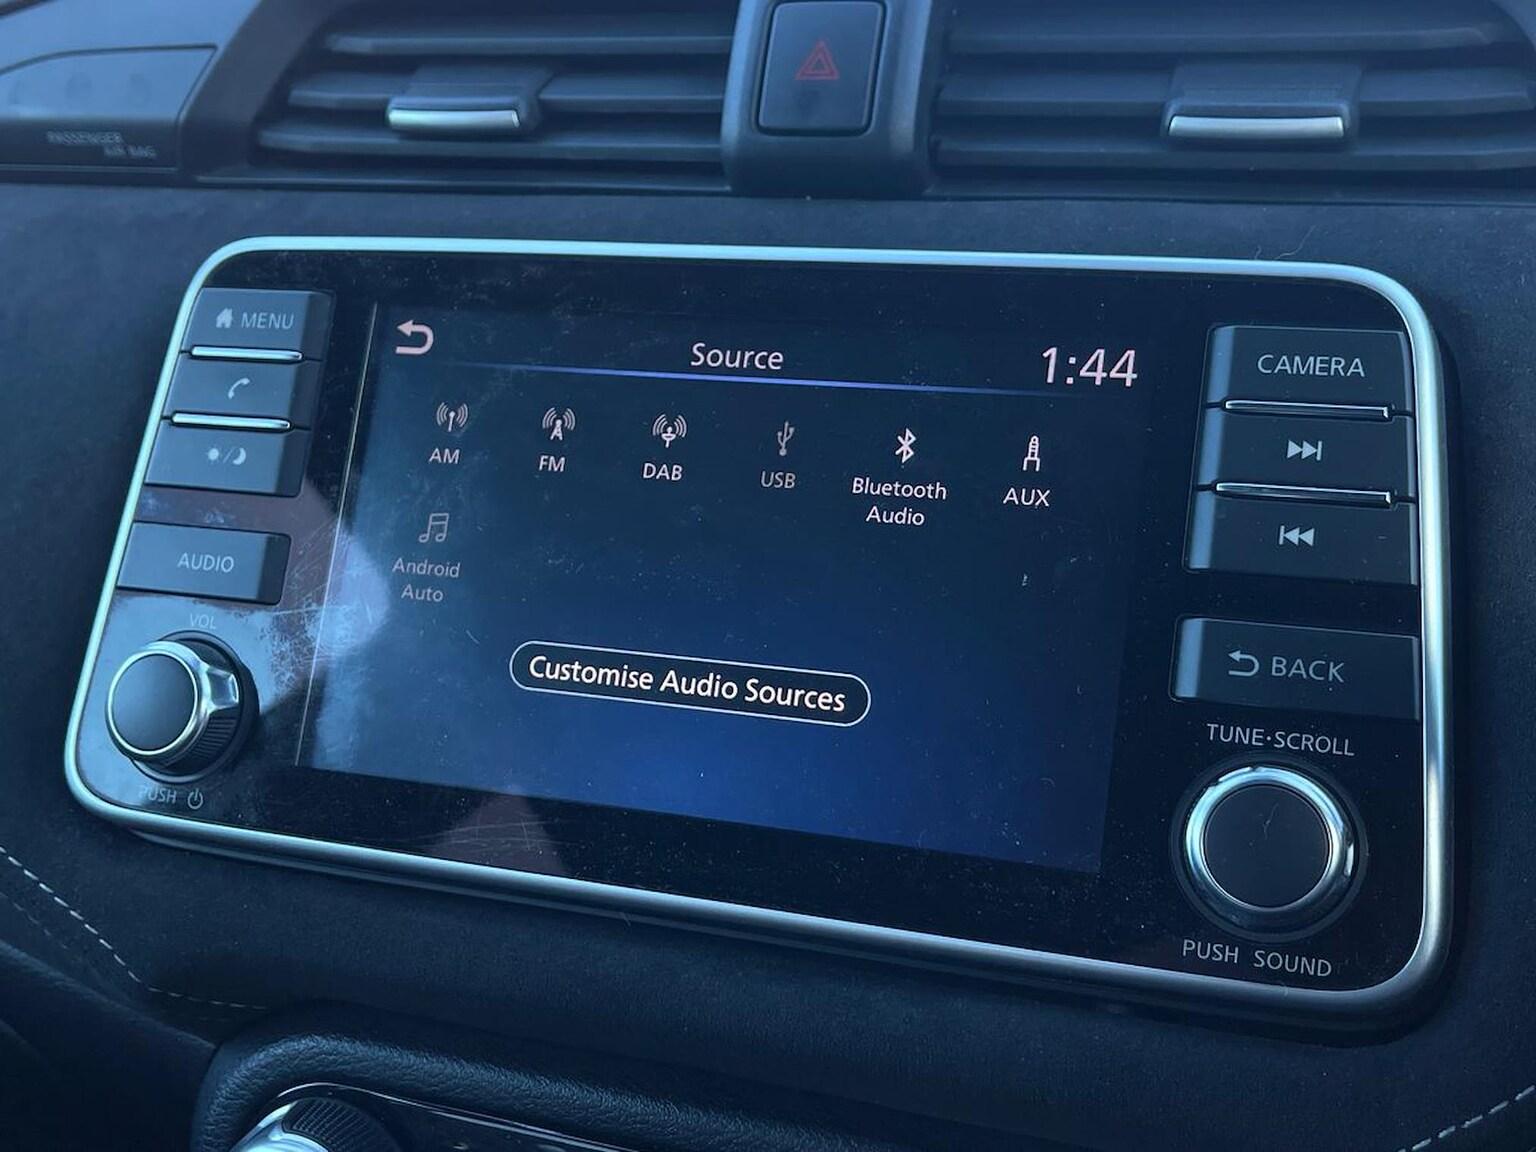 PASSENGER
AIR BAG
MENU
AUDIO
VOL
PUSH
Source
1:44
AM
FM
DAB
USB
Bluetooth
Audio
AUX
Android
Auto
Customise Audio Sources
CAMERA
BACK
TUNE·SCROLL
PUSH SOUND